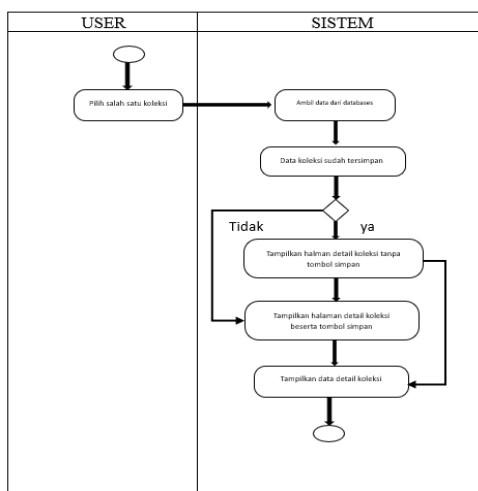 USER
SISTEM
Pilih salah satu koleksi
Ambil data dari databases
Data koleksi sudah tersimpan
Tidak
ya
Tampilkan halman detail koleksi tanpa
tombol simpan
Tampilkan halaman detail koleksi
beserta tombol simpan
Tampilkan data detail koleksi